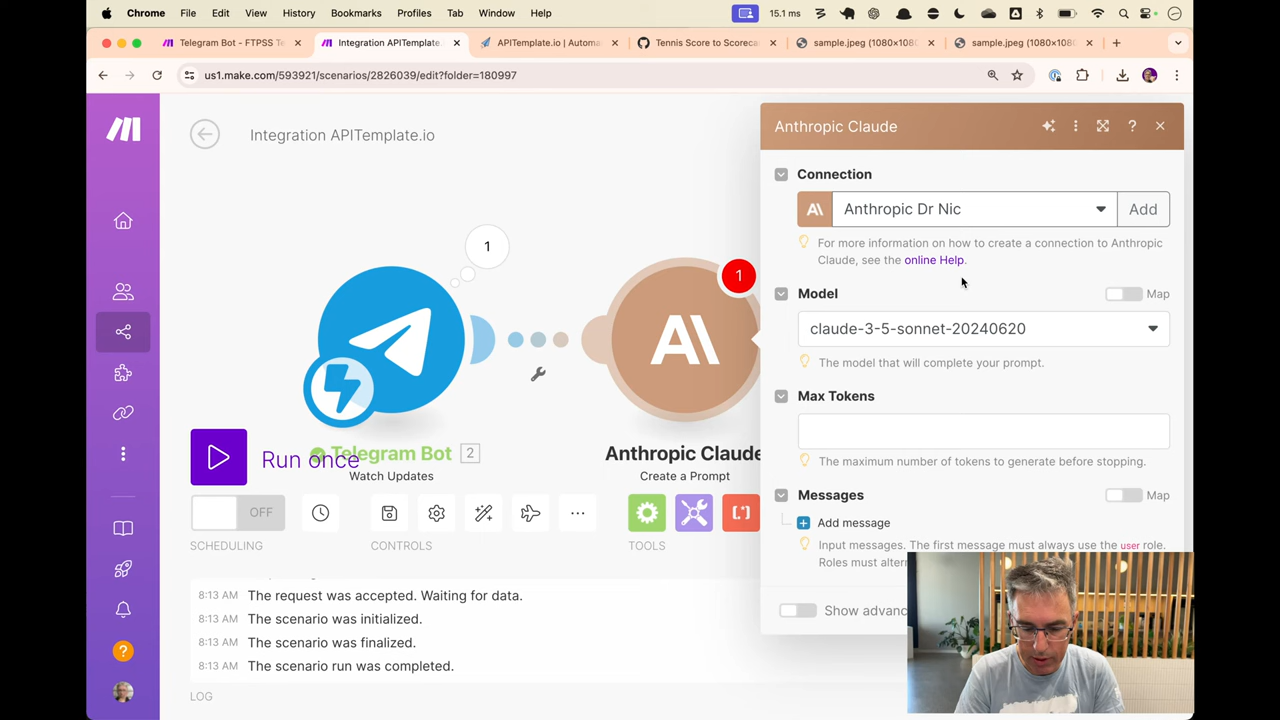 Chrome File Edit View History Bookmarks Profiles Tab Window Help 15.1 ms
Telegram Bot - FTPSS Te
Integration APITemplate.
APITemplate.io | Automa
Tennis Score to Scoreca
sample.jpeg (1080×108
sample.jpeg (1080×108
us1.make.com/593921/scenarios/2826039/edit?folder=180997
Integration APITemplate.io
1
1
Telegram Bot 2
Watch Updates
Anthropic Claude
Create a Prompt
Run once
OFF
SCHEDULING
CONTROLS
TOOLS
8:13 AM The request was accepted. Waiting for data.
8:13 AM The scenario was initialized.
8:13 AM The scenario was finalized.
8:13 AM The scenario run was completed.
LOG
Anthropic Claude
Connection
Anthropic Dr Nic
Add
For more information on how to create a connection to Anthropic
Claude, see the online Help.
Model
Map
claude-3-5-sonnet-20240620
The model that will complete your prompt.
Max Tokens
The maximum number of tokens to generate before stopping.
Messages
Map
Add message
Input messages. The first message must always use the user role.
Roles must alter
Show advanc